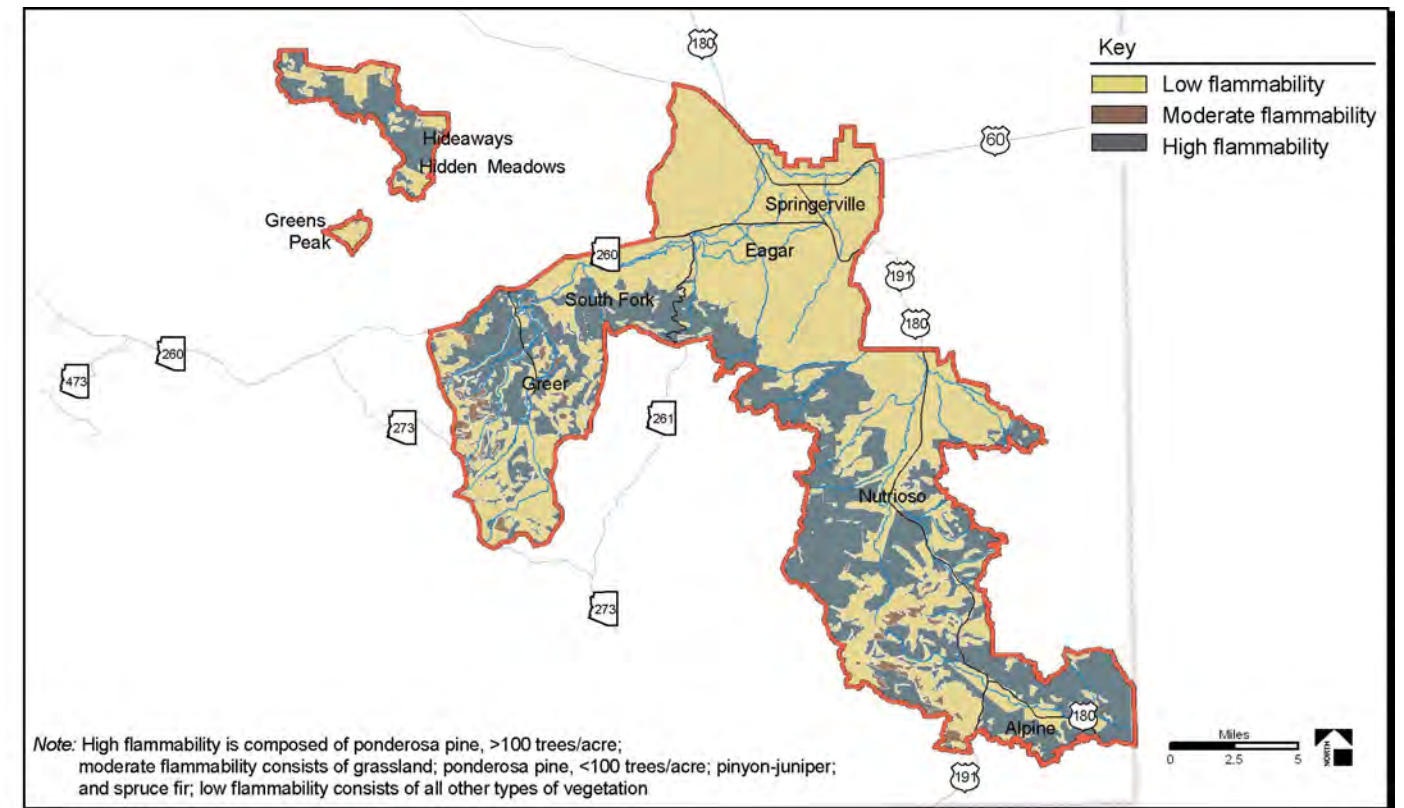 180
Key
Low flammability
Moderate flammability
High flammability
60
Hideaways
Hidden Meadows
Springerville
Greens
Peak
Eagar
260
191
South Fork
180
260
473
Greer
273
261
Nutrioso
273
180
Alpine
191
Miles
0 2.5 5
NORTH
Note: High flammability is composed of ponderosa pine, >100 trees/acre;
moderate flammability consists of grassland; ponderosa pine, <100 trees/acre; pinyon-juniper;
and spruce fir; low flammability consists of all other types of vegetation